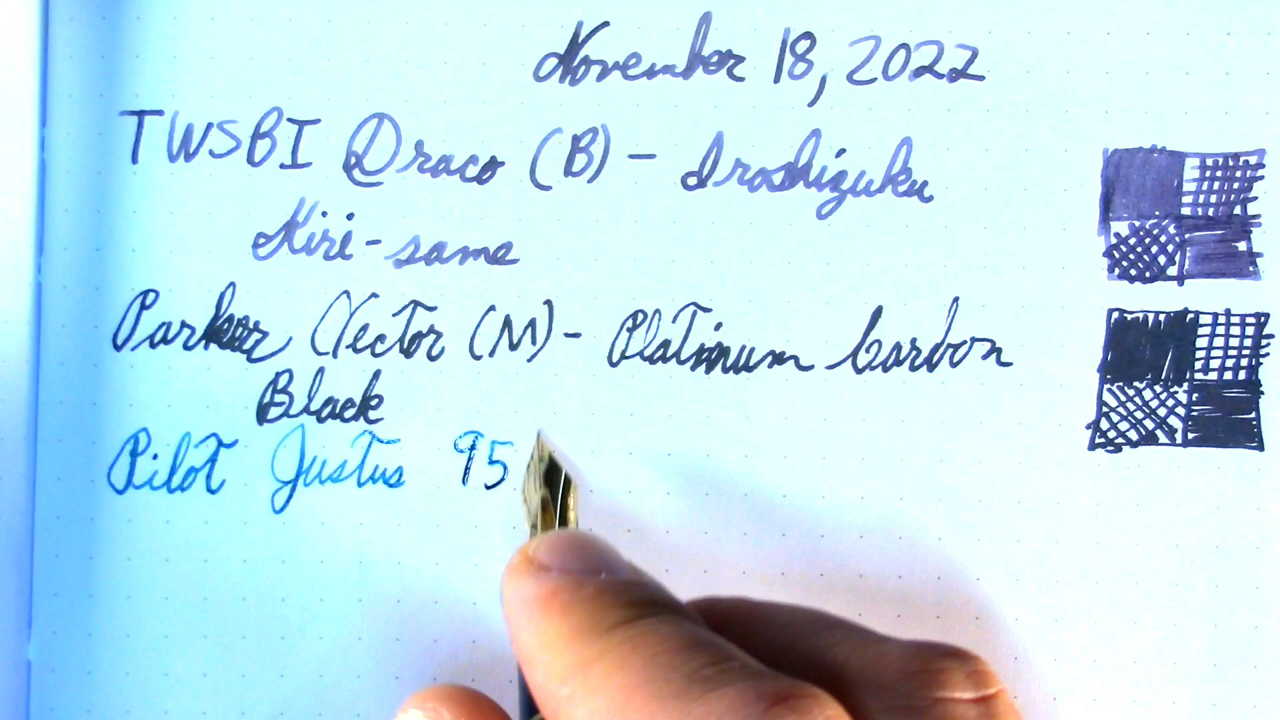 November 18, 2022
TWSBI Draco (B) - Iroshizuku
Kiri-same
Parker Vector (M) - Platinum Carbon
Black
Pilot Justus 95